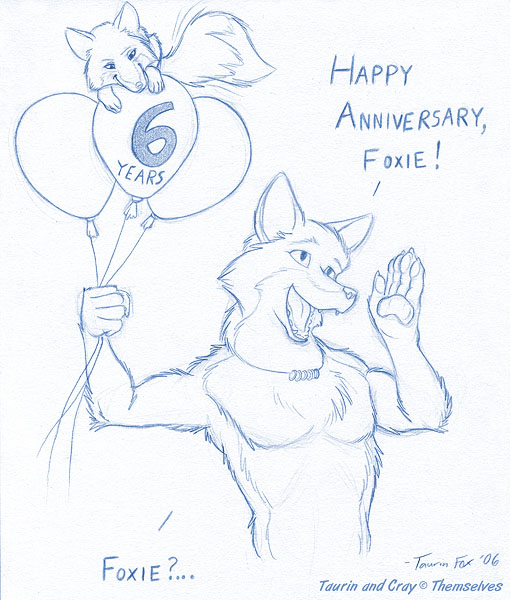 6
YEARS
HAPPY
ANNIVERSARY,
FOXIE!
FOXIE?...
-Taurin Fox '06
Taurin and Cray © Themselves